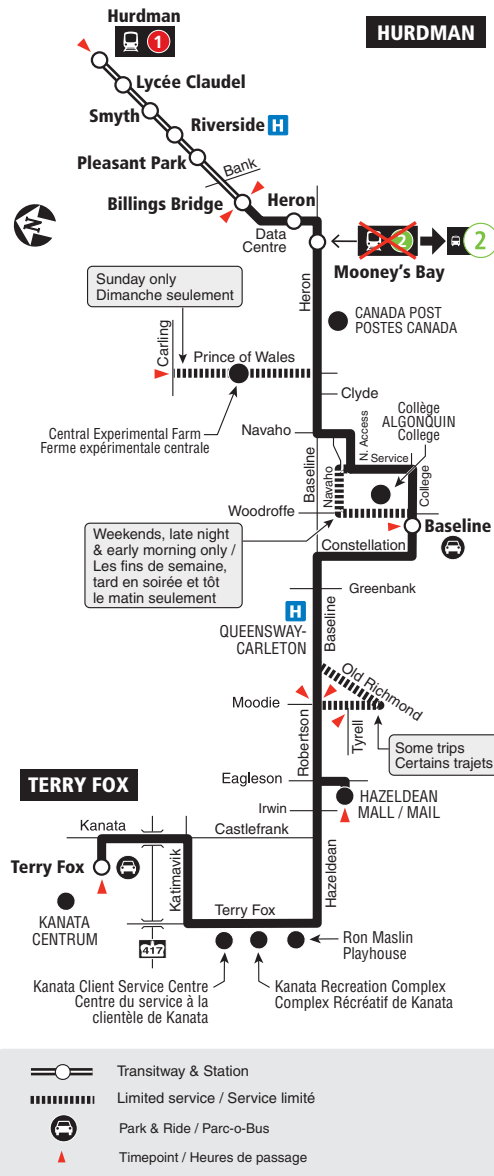 Hurdman
1
HURDMAN
Lycée Claudel
Smyth
Riverside H
Pleasant Park
Bank
Billings Bridge
Heron
Data
Centre
2
2
Mooney's Bay
N
Sunday only
Dimanche seulement
Heron
CANADA POST
POSTES CANADA
Carling
Prince of Wales
Clyde
Central Experimental Farm
Ferme expérimentale centrale
Collège
ALGONQUIN
College
Navaho
N. Access
Service
Baseline
Navaho
College
Woodroffe
Baseline
Weekends, late night
& early morning only /
Les fins de semaine,
tard en soirée et tôt
le matin seulement
Constellation
Greenbank
H
QUEENSWAY-
CARLETON
Baseline
Old Richmond
Moodie
Robertson
Tyrell
Some trips
Certains trajets
Eagleson
HAZELDEAN
MALL / MAIL
TERRY FOX
Irwin
Kanata
Castlefrank
Hazeldean
Terry Fox
Katimavik
KANATA
CENTRUM
Terry Fox
417
Ron Maslin
Playhouse
Kanata Client Service Centre
Centre du service à la
clientèle de Kanata
Kanata Recreation Complex
Complex Récréatif de Kanata
Transitway & Station
Limited service / Service limité
Park & Ride / Parc-o-Bus
Timepoint / Heures de passage